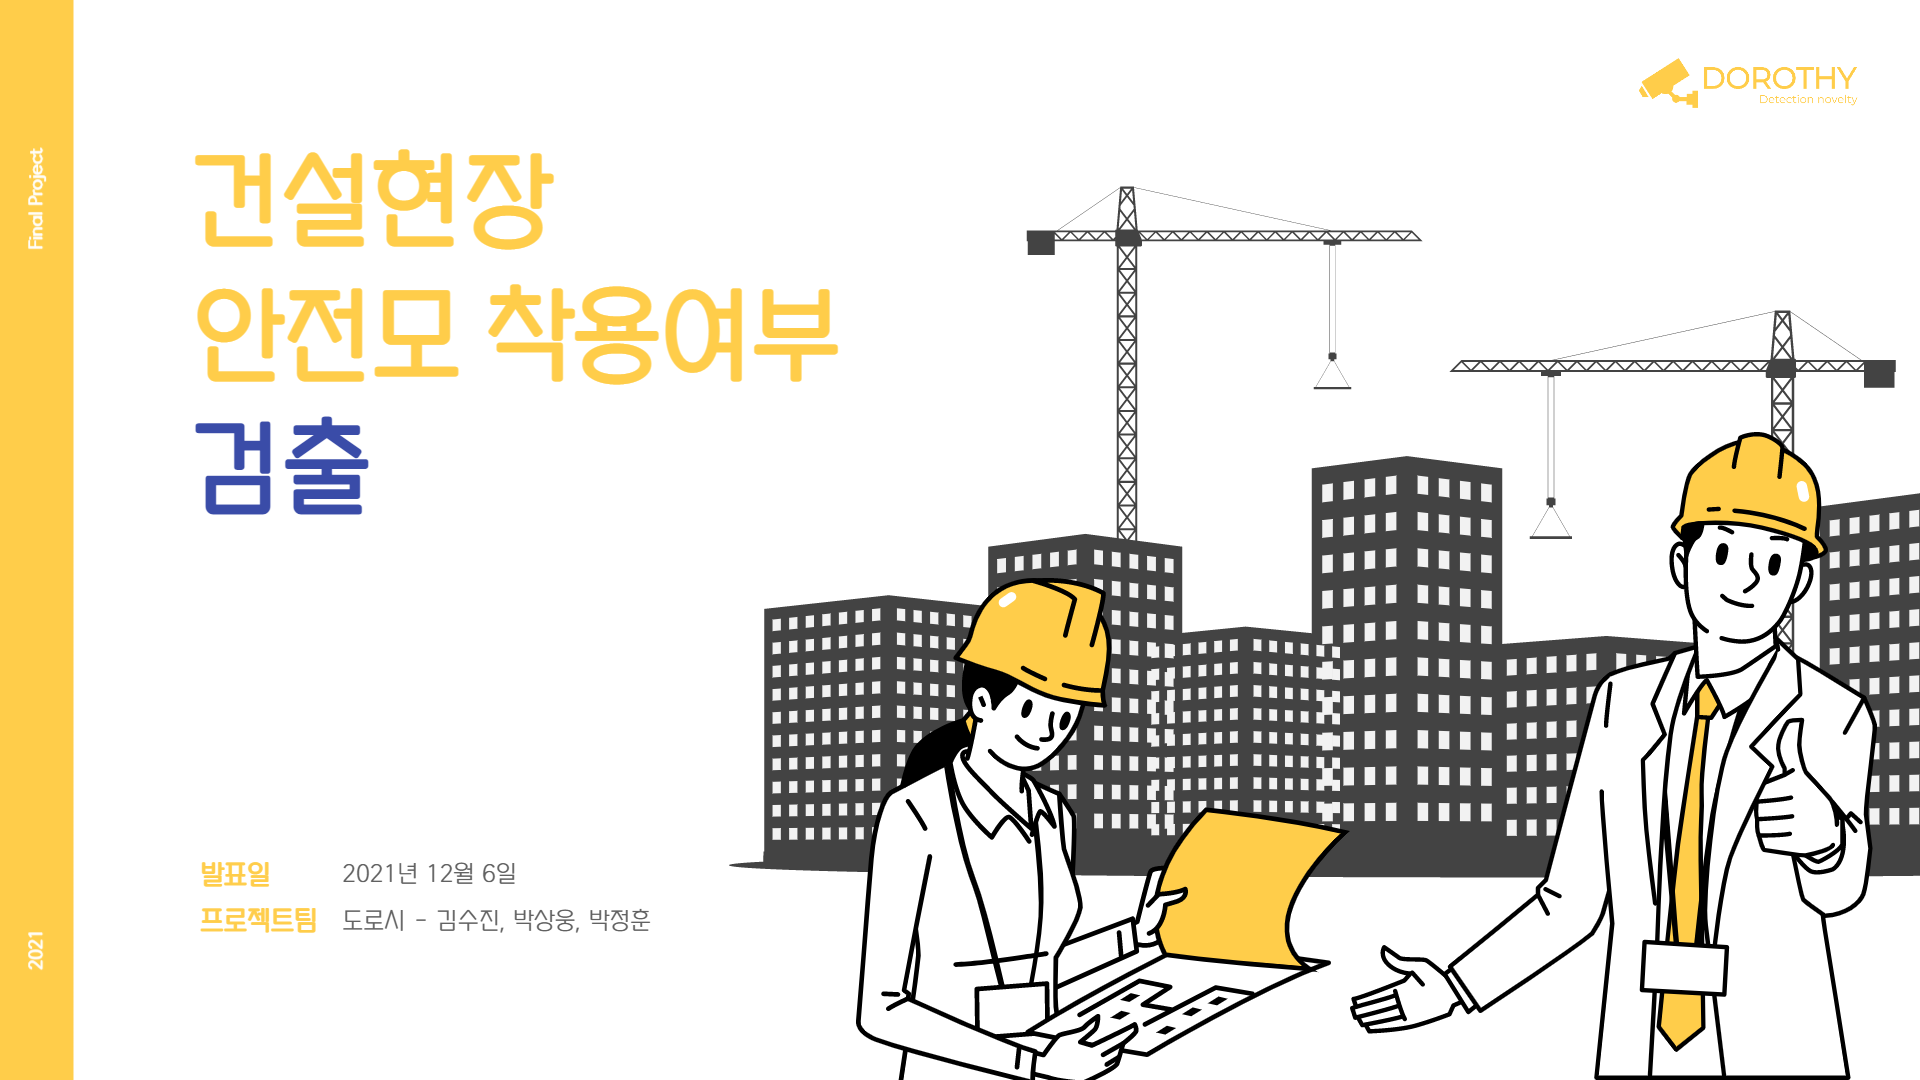 DOROTHY
Detection novelty
Final Project
건설현장
안전모 착용여부
검출
발표일 2021년 12월 6일
프로젝트팀 도로시 - 김수진, 박상웅, 박정훈
2021